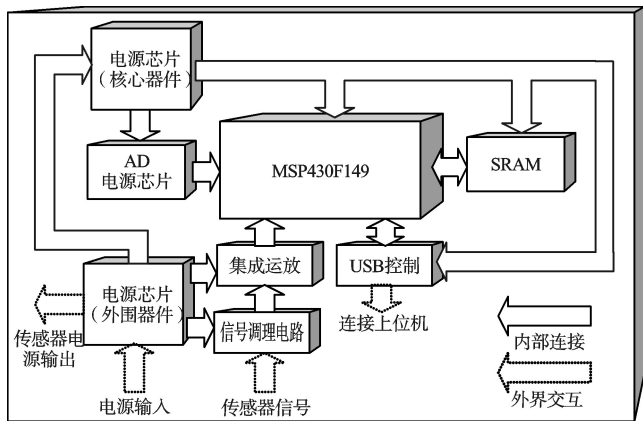 电源芯片
（核心器件）
AD
电源芯片
MSP430F149
SRAM
集成运放
USB控制
电源芯片
（外围器件）
信号调理电路
连接上位机
传感器电
源输出
内部连接
电源输入
传感器信号
外界交互